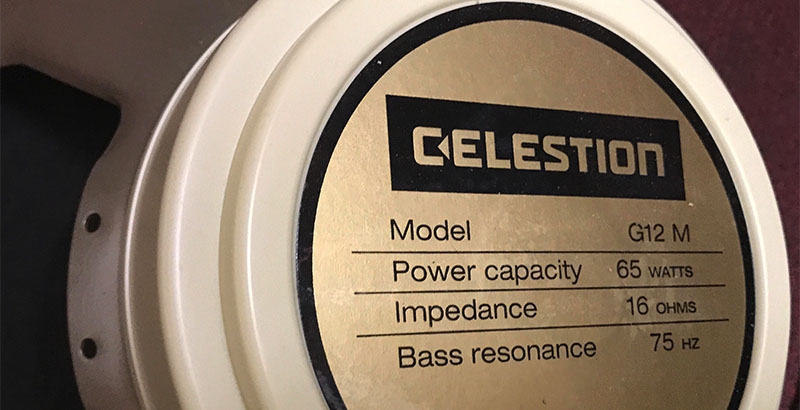 CELESTION
Model G12 M
Power capacity 65 WATTS
Impedance 16 OHMS
Bass resonance 75 HZ